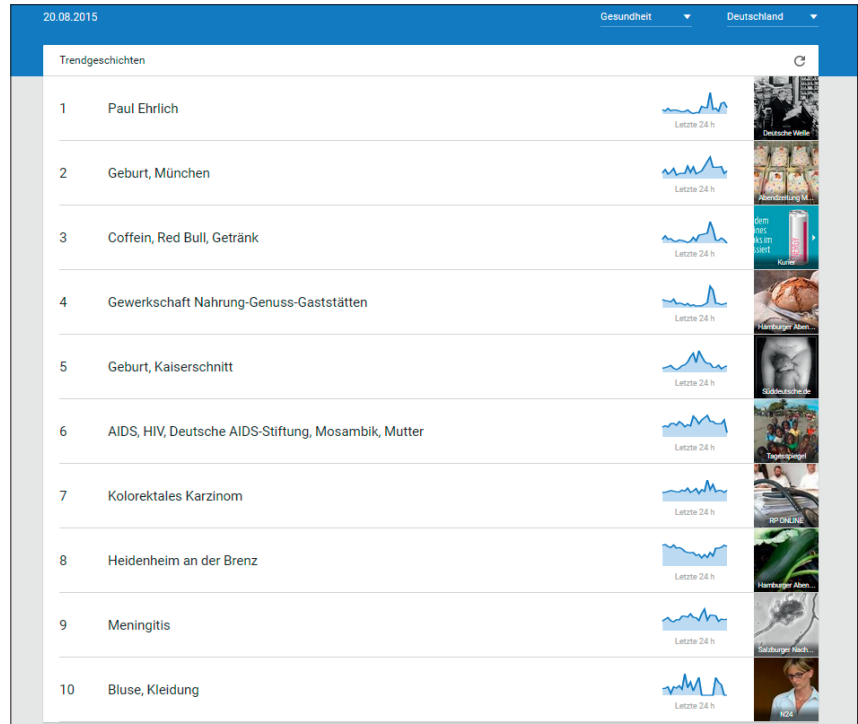 20.08.2015 Gesundheit Deutschland
Trendgeschichten
1 Paul Ehrlich
Letzte 24 h
Deutsche Welle
2 Geburt, München
Letzte 24 h
Abendzeitung M...
3 Coffein, Red Bull, Getränk
Letzte 24 h
Kurier
4 Gewerkschaft Nahrung-Genuss-Gaststätten
Letzte 24 h
Hamburger Aben...
5 Geburt, Kaiserschnitt
Letzte 24 h
Süddeutsche.de
6 AIDS, HIV, Deutsche AIDS-Stiftung, Mosambik, Mutter
Letzte 24 h
Tagesspiegel
7 Kolorektales Karzinom
Letzte 24 h
RP ONLINE
8 Heidenheim an der Brenz
Letzte 24 h
Hamburger Aben...
9 Meningitis
Letzte 24 h
Salzburger Nach...
10 Bluse, Kleidung
Letzte 24 h
N24